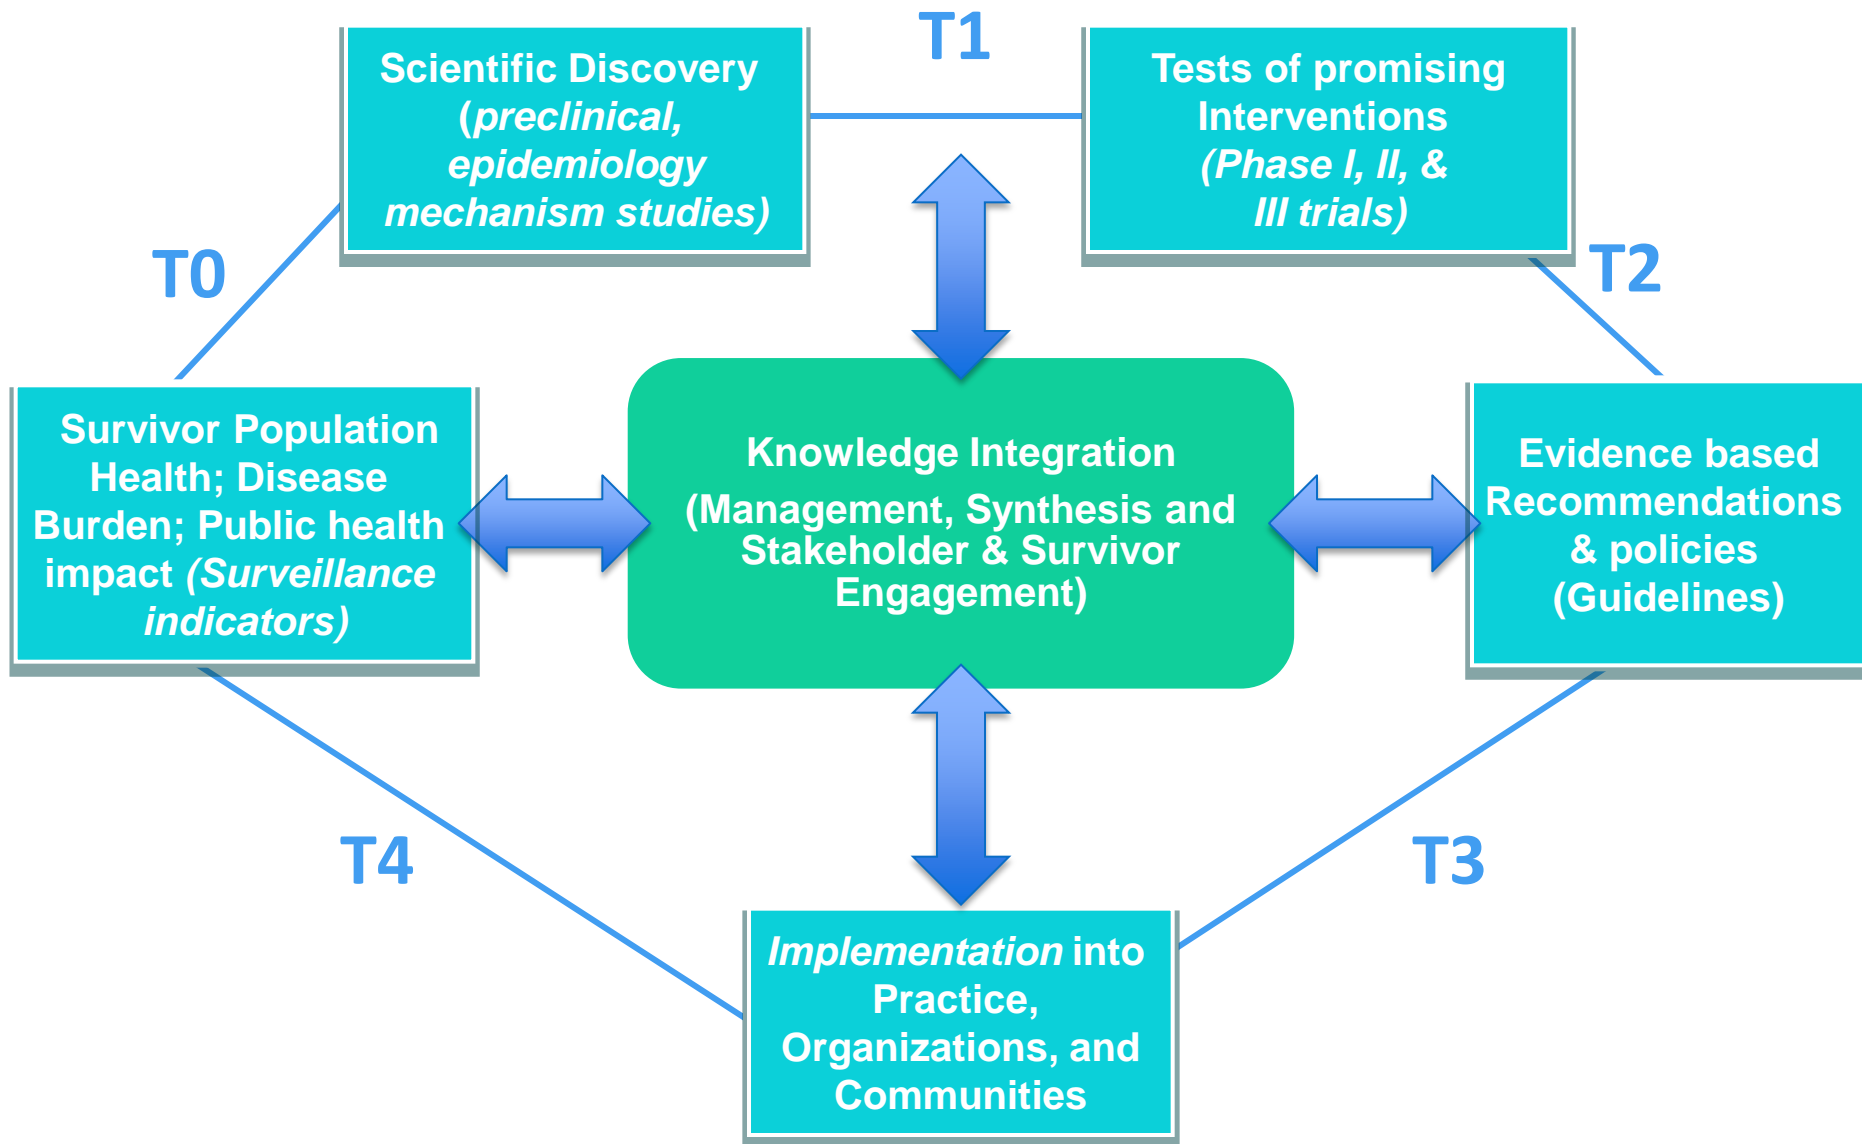 T1
Scientific Discovery
(preclinical,
epidemiology
mechanism studies)
Tests of promising
Interventions
(Phase I, II, &
III trials)
T0
T2
Survivor Population
Health; Disease
Burden; Public health
impact (Surveillance
indicators)
Knowledge Integration
(Management, Synthesis and
Stakeholder & Survivor
Engagement)
Evidence based
Recommendations
& policies
(Guidelines)
T4
T3
Implementation into
Practice,
Organizations, and
Communities